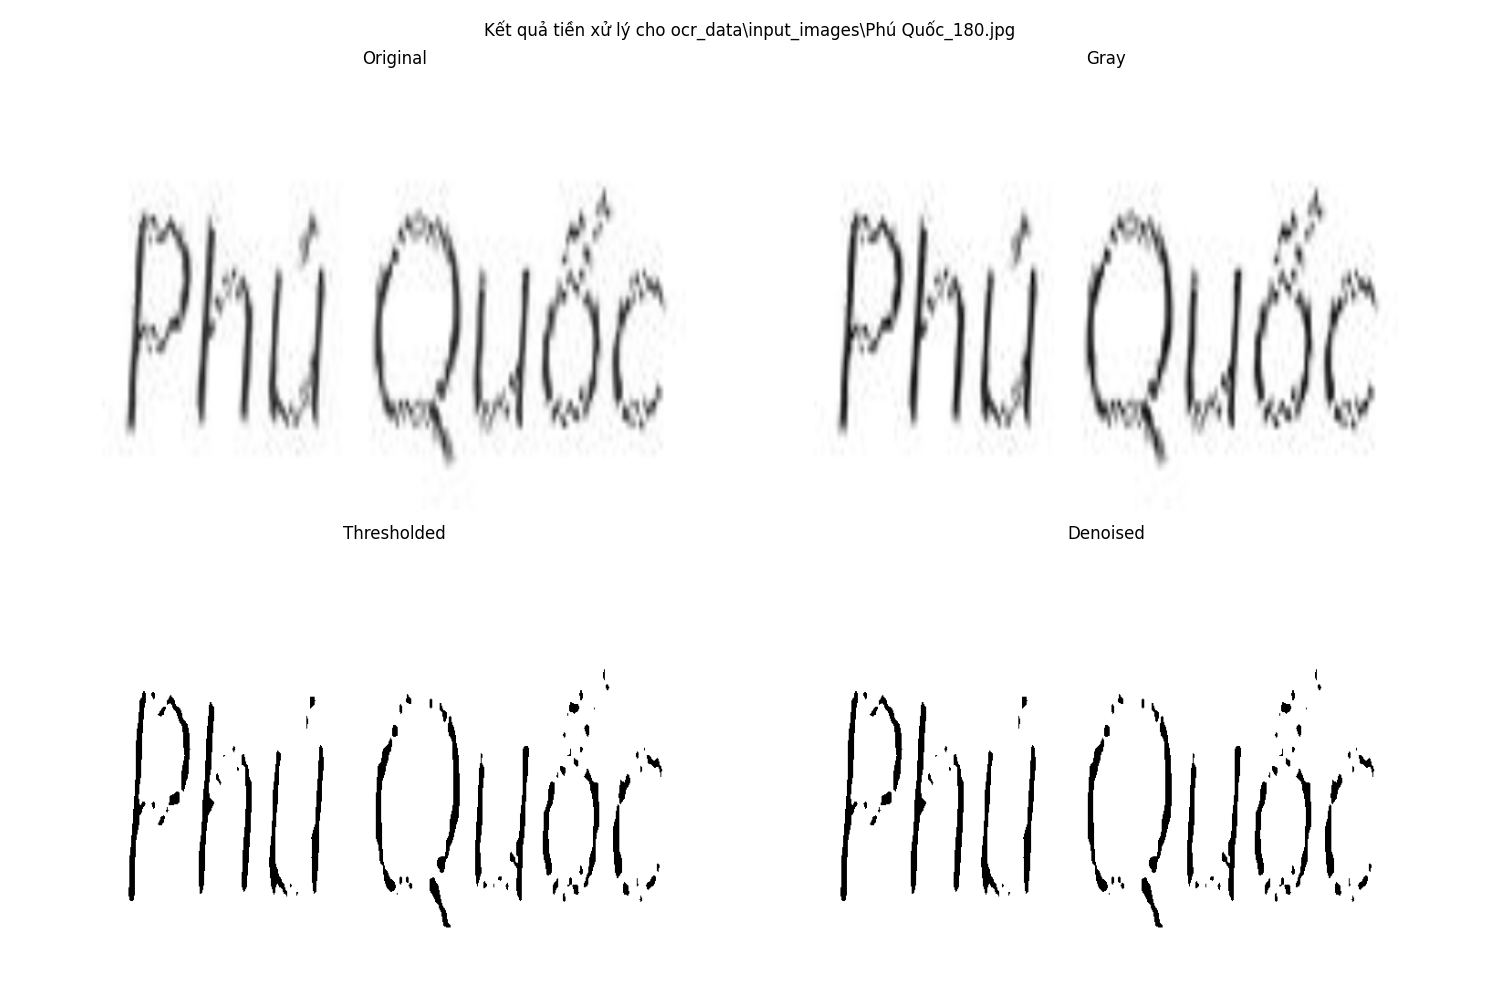 Kết quả tiền xử lý cho ocr_data\input_images\Phú Quốc_180.jpg
Original
Gray
Phú Quốc
Phú Quốc
Thresholded
Denoised
Phú Quốc
Phú Quốc